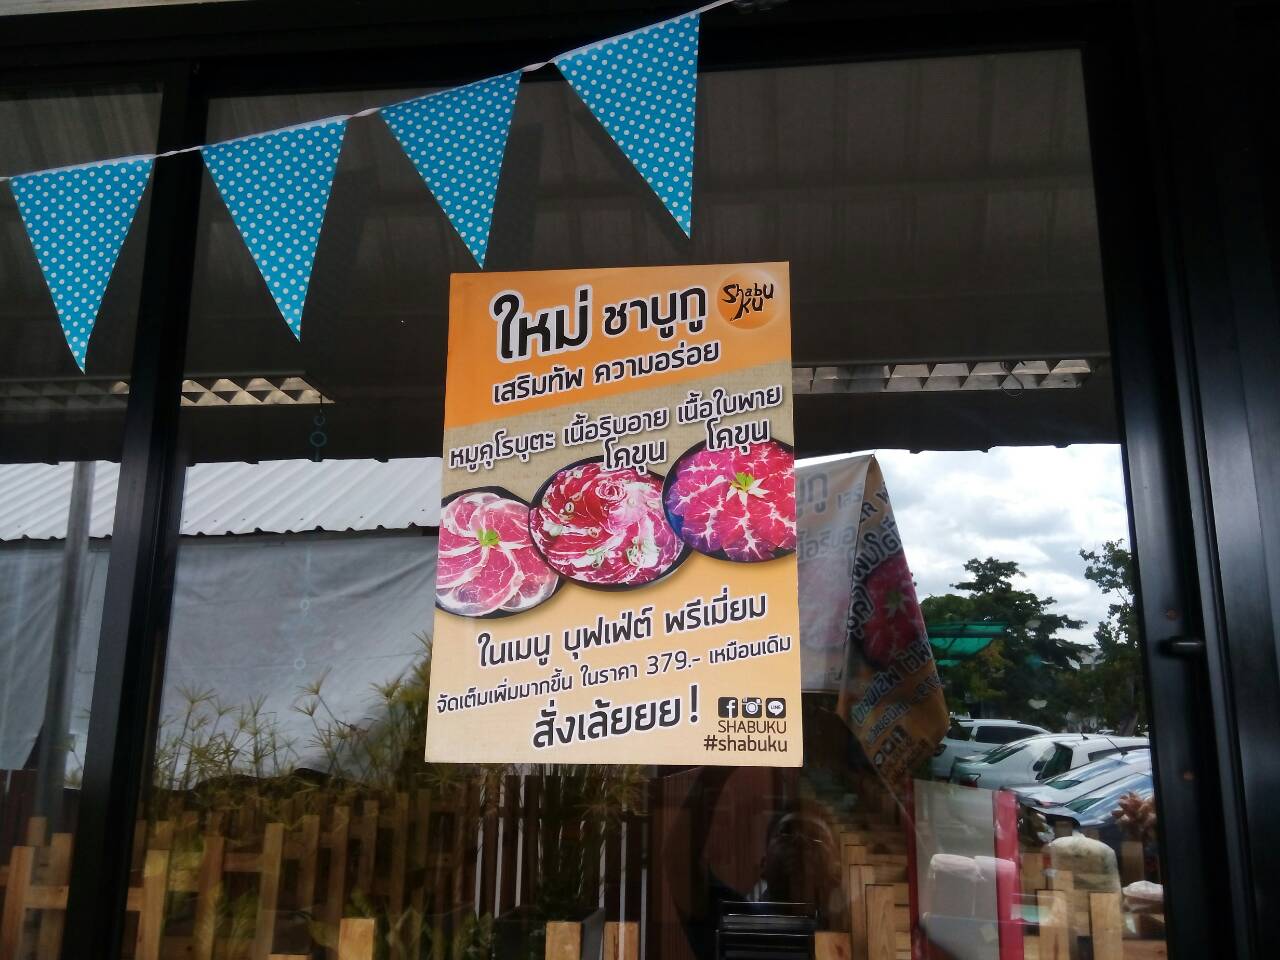 ใหม่ ชาบูกู
Shabu
Ku
เสริมทัพ ความอร่อย
หมูคุโรบุตะ เนื้อริบอาย เนื้อใบพาย
โคขุน โคขุน
ในเมนู บุฟเฟ่ต์ พรีเมี่ยม
จัดเต็มเพิ่มมากขึ้น ในราคา 379.- เหมือนเดิม
สั่งเล้ยยย !
LINE
SHABUKU
#shabuku